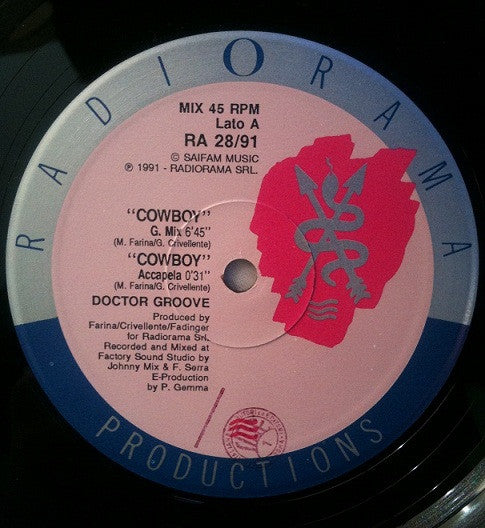 RADIORAMA
MIX 45 RPM
Lato A
RA 28/91
© SAIFAM MUSIC
℗ 1991 - RADIORAMA SRL.
"COWBOY"
G. Mix 6'45"
(M. Farina/G. Crivellente)
"COWBOY"
Accapela 0'31"
(M. Farina/G. Crivellente)
DOCTOR GROOVE
Produced by
Farina/Crivellente/Fadinger
for Radiorama Srl.
Recorded and Mixed at
Factory Sound Studio by
Johnny Mix & F. Serra
E-Production
by P. Gemma
PRODUCTIONS